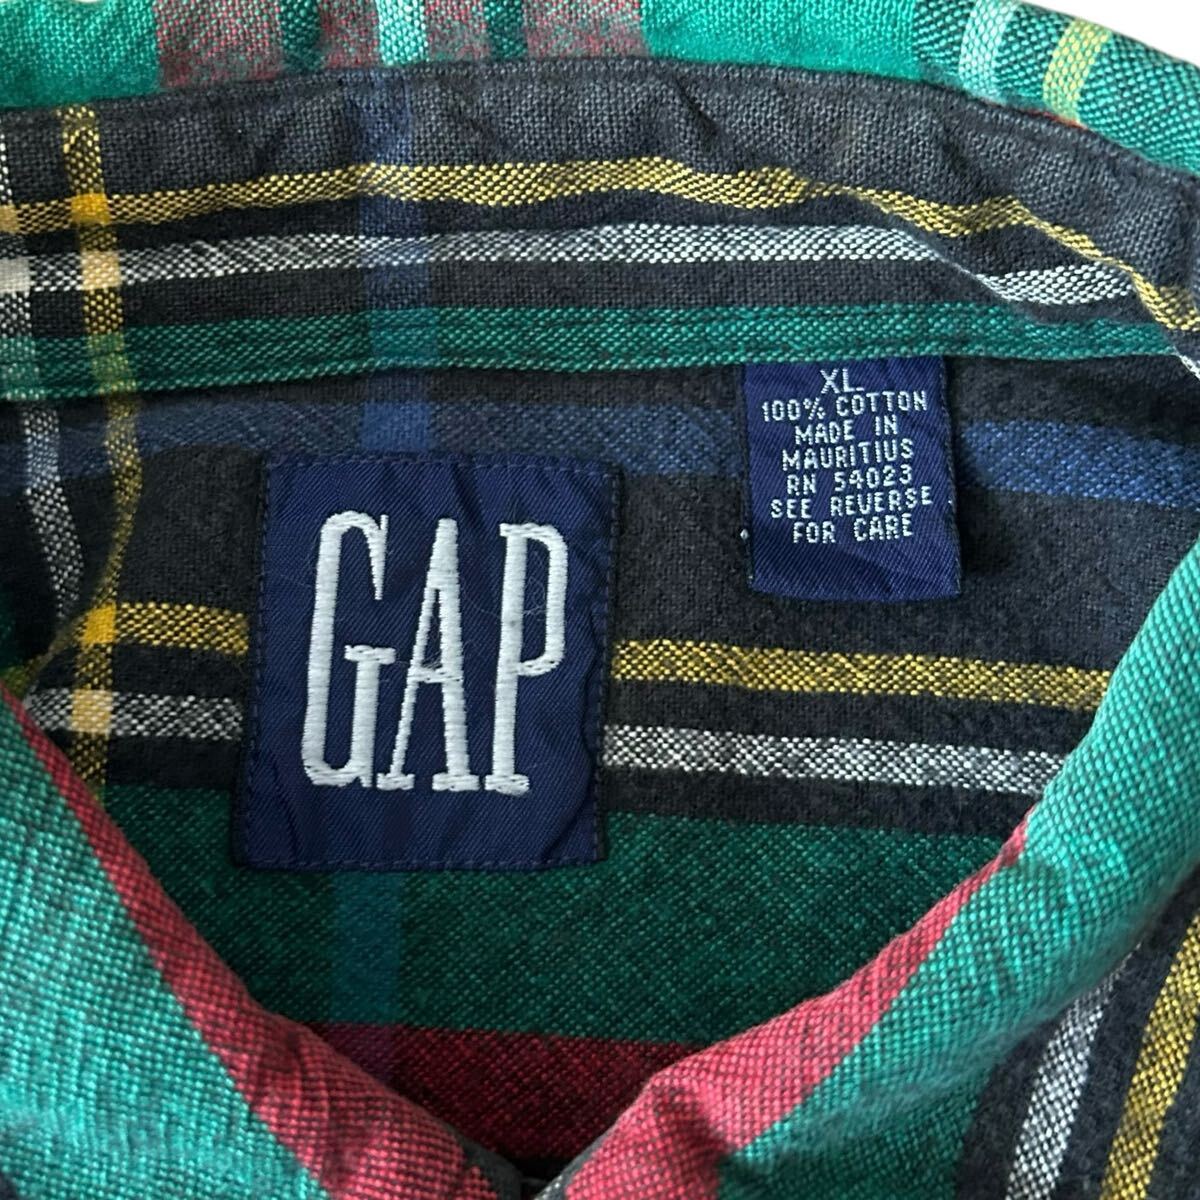 GAP
XL
100% COTTON
MADE IN
MAURITIUS
RN 54023
SEE REVERSE
FOR CARE